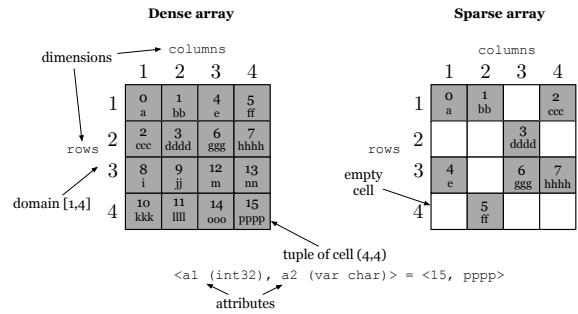 Dense array
Sparse array
dimensions
columns
columns
1 2 3 4
1 2 3 4
1
0 1 4 5
a bb e ff
1
0 1 2
a bb ccc
rows
2
2 3 6 7
ccc dddd ggg hhhh
rows
2
3
dddd
3
8 9 12 13
i jj m nn
3
4 6 7
e ggg hhhh
domain [1,4]
4
10 11 14 15
kkk llll ooo pppp
empty
cell
4
5
ff
tuple of cell (4,4)
<a1 (int32), a2 (var char)> = <15, pppp>
attributes